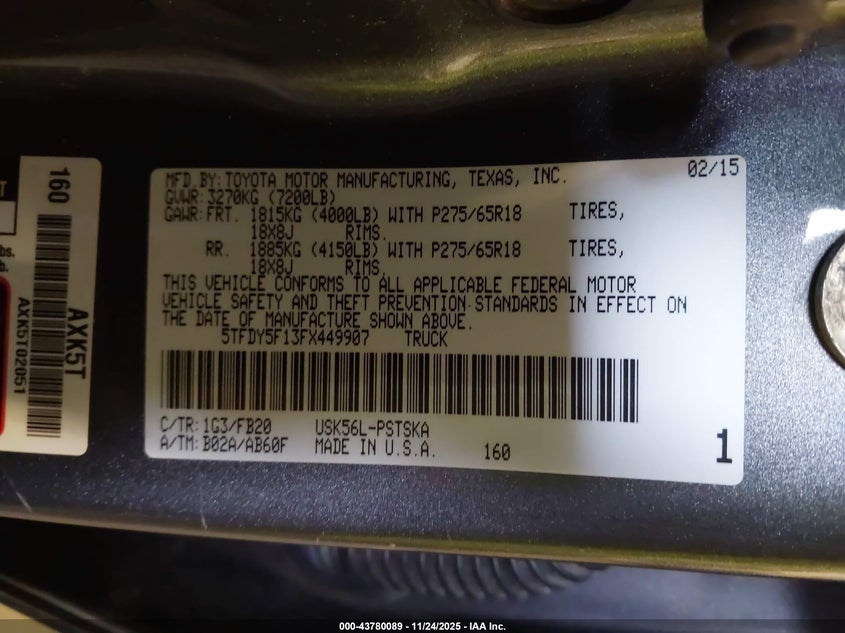 MFD.BY:TOYOTA MOTOR MANUFACTURING, TEXAS, INC. 02/15
GVWR:3270KG (7200LB)
GAWR:FRT. 1815KG (4000LB) WITH P275/65R18 TIRES,
18X8J RIMS.
RR. 1885KG (4150LB) WITH P275/65R18 TIRES,
18X8J RIMS.
THIS VEHICLE CONFORMS TO ALL APPLICABLE FEDERAL MOTOR
VEHICLE SAFETY AND THEFT PREVENTION STANDARDS IN EFFECT ON
THE DATE OF MANUFACTURE SHOWN ABOVE.
5TFDY5F13FX449907 TRUCK
C/TR:1G3/FB20 USK56L-PSTSKA
A/TM:B02A/AB60F MADE IN U.S.A. 160
1
160
AXK5T
AXK5T02051
bs.
b.
000-43780089 - 11/24/2025 - IAA Inc.